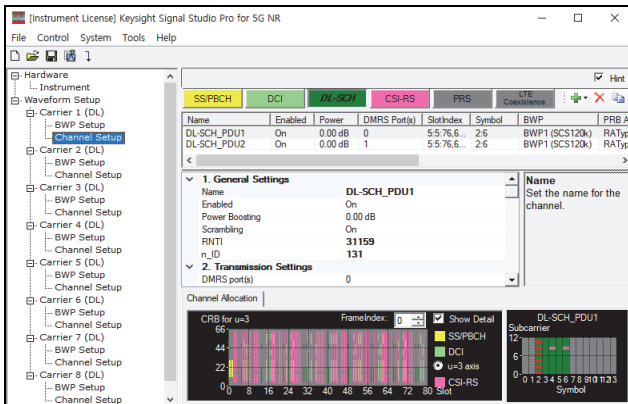 [Instrument License] Keysight Signal Studio Pro for 5G NR
File Control System Tools Help
Hint
Hardware
Instrument
Waveform Setup
Carrier 1 (DL)
BWP Setup
Channel Setup
Carrier 2 (DL)
BWP Setup
Channel Setup
Carrier 3 (DL)
BWP Setup
Channel Setup
Carrier 4 (DL)
BWP Setup
Channel Setup
Carrier 5 (DL)
BWP Setup
Channel Setup
Carrier 6 (DL)
BWP Setup
Channel Setup
Carrier 7 (DL)
BWP Setup
Channel Setup
Carrier 8 (DL)
BWP Setup
Channel Setup
SS/PBCH DCI DL-SCH CSI-RS PRS LTE Coexistence
Name Enabled Power DMRS Port(s) SlotIndex Symbol BWP PRB A
DL-SCH_PDU1 On 0.00 dB 0 5:5:76,6... 2:6 BWP1 (SCS120k) RATyp
DL-SCH_PDU2 On 0.00 dB 1 5:5:76,6... 2:6 BWP1 (SCS120k) RATyp
1. General Settings
Name DL-SCH_PDU1
Enabled On
Power Boosting 0.00 dB
Scrambling On
RNTI 31159
n_ID 131
2. Transmission Settings
DMRS port(s) 0
Name
Set the name for the
channel.
Channel Allocation
CRB for u=3 FrameIndex: 0 Show Detail
66
44
22
0
0 8 16 24 32 40 48 56 64 72 80 Slot
SS/PBCH
DCI
u=3 axis
CSI-RS
DL-SCH_PDU1
Subcarrier
12
6
0
0 1 2 3 4 5 6 7 8 9 10 11 12 13
Symbol